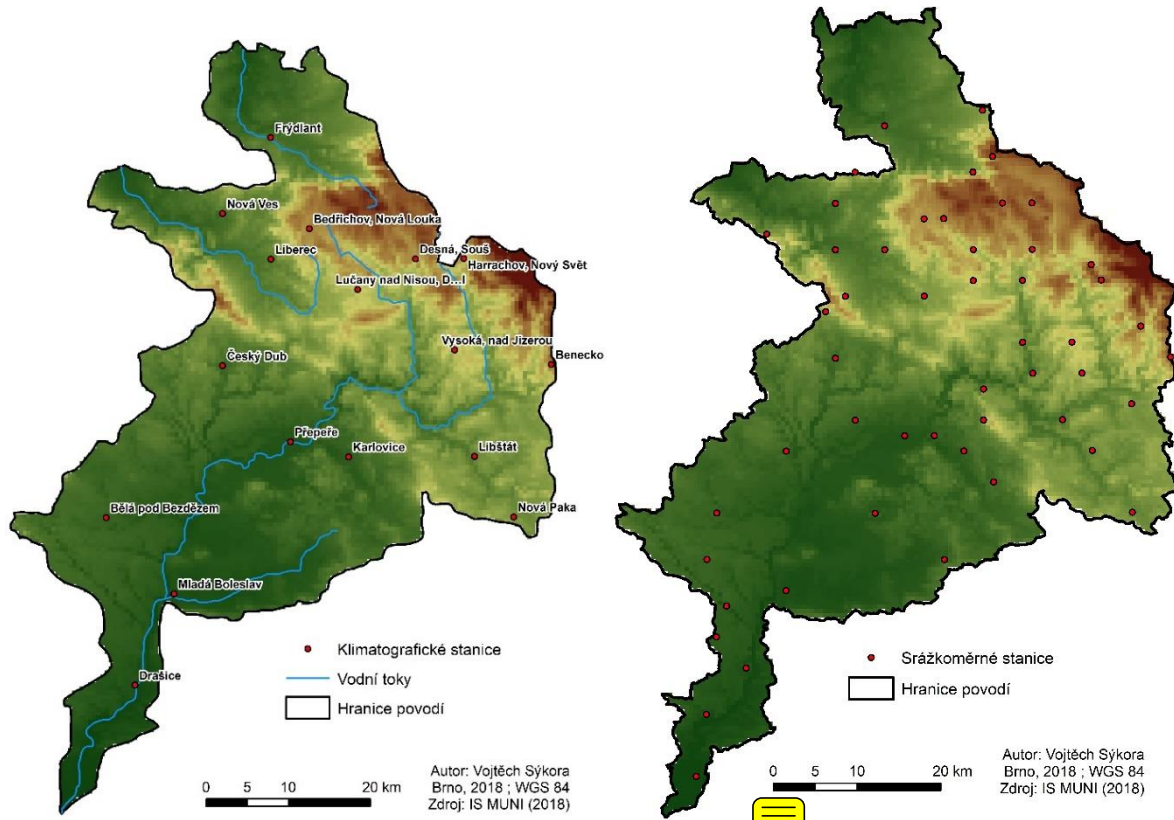 Frýdlant
Nová Ves
Bedřichov, Nová Louka
Liberec
Desná, Souš
Harrachov, Nový Svět
Lučany nad Nisou, D...l
Vysoká, nad Jizerou
Benecko
Český Dub
Přepeře
Karlovice
Libštát
Bělá pod Bezdězem
Nová Paka
Mladá Boleslav
Drašice
Klimatografické stanice
Vodní toky
Hranice povodí
Autor: Vojtěch Sýkora
Brno, 2018 ; WGS 84
Zdroj: IS MUNI (2018)
0 5 10 20 km
Srážkoměrné stanice
Hranice povodí
Autor: Vojtěch Sýkora
Brno, 2018 ; WGS 84
Zdroj: IS MUNI (2018)
0 5 10 20 km